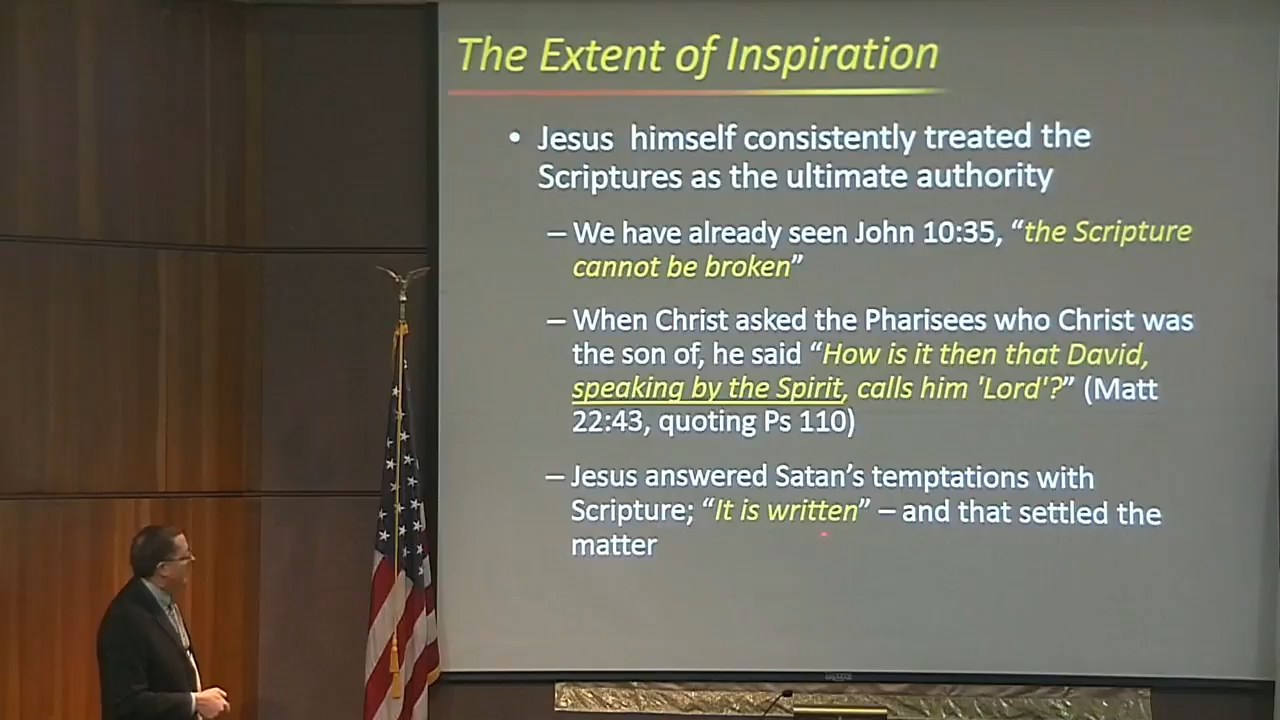 The Extent of Inspiration
• Jesus himself consistently treated the
Scriptures as the ultimate authority
– We have already seen John 10:35, “the Scripture
cannot be broken”
– When Christ asked the Pharisees who Christ was
the son of, he said “How is it then that David,
speaking by the Spirit, calls him 'Lord'?” (Matt
22:43, quoting Ps 110)
– Jesus answered Satan’s temptations with
Scripture; “It is written” – and that settled the
matter